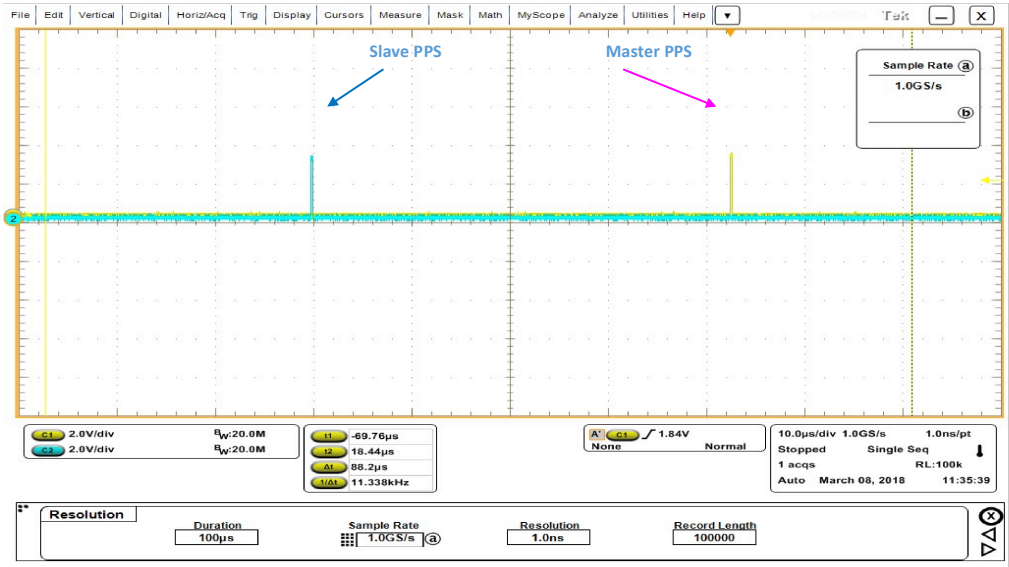 File Edit Vertical Digital Horiz/Acq Trig Display Cursors Measure Mask Math MyScope Analyze Utilities Help Tek X
Slave PPS Master PPS
Sample Rate a
1.0GS/s
b
2
C1 2.0V/div BW:20.0M
C2 2.0V/div BW:20.0M
t1 -69.76µs
t2 18.44µs
Δt 88.2µs
1/Δt 11.338kHz
A' C1 1.84V
None Normal
10.0µs/div 1.0GS/s 1.0ns/pt
Stopped Single Seq
1 acqs RL:100k
Auto March 08, 2018 11:35:39
Resolution
Duration Sample Rate Resolution Record Length
100µs 1.0GS/s a 1.0ns 100000